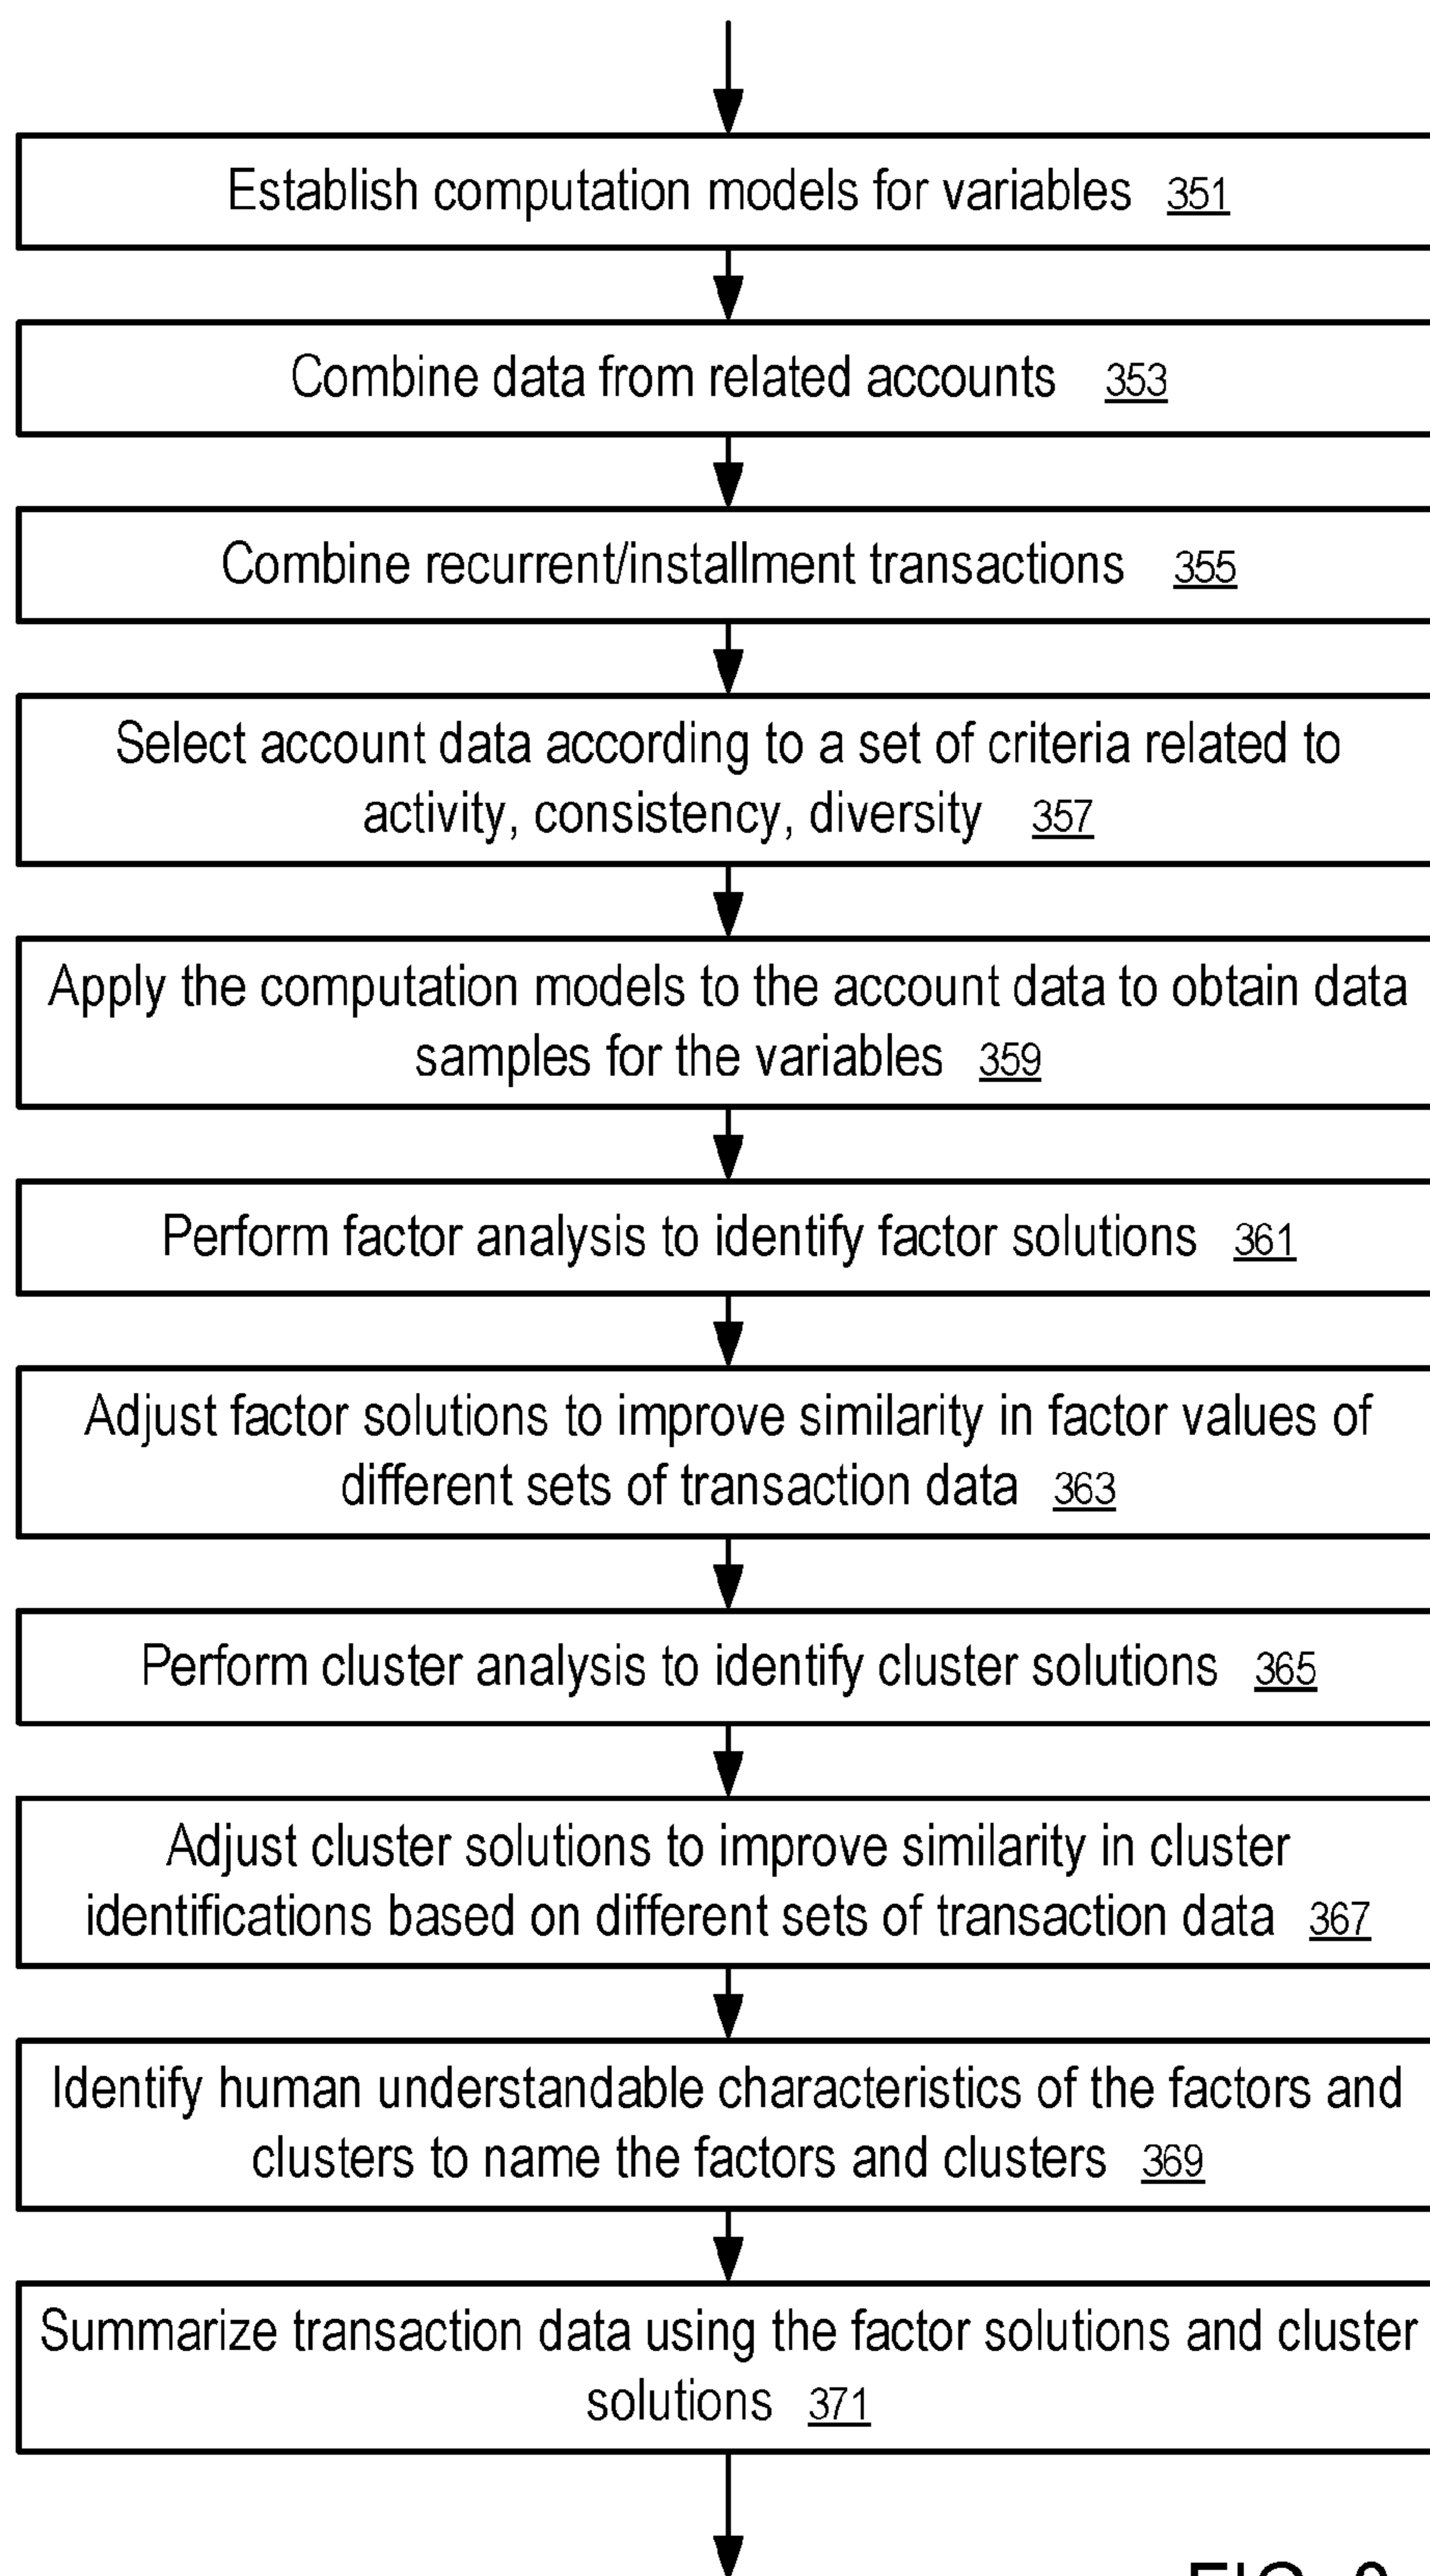 Establish computation models for variables 351
Combine data from related accounts 353
Combine recurrent/installment transactions 355
Select account data according to a set of criteria related to
activity, consistency, diversity 357
Apply the computation models to the account data to obtain data
samples for the variables 359
Perform factor analysis to identify factor solutions 361
Adjust factor solutions to improve similarity in factor values of
different sets of transaction data 363
Perform cluster analysis to identify cluster solutions 365
Adjust cluster solutions to improve similarity in cluster
identifications based on different sets of transaction data 367
Identify human understandable characteristics of the factors and
clusters to name the factors and clusters 369
Summarize transaction data using the factor solutions and cluster
solutions 371
FIG.